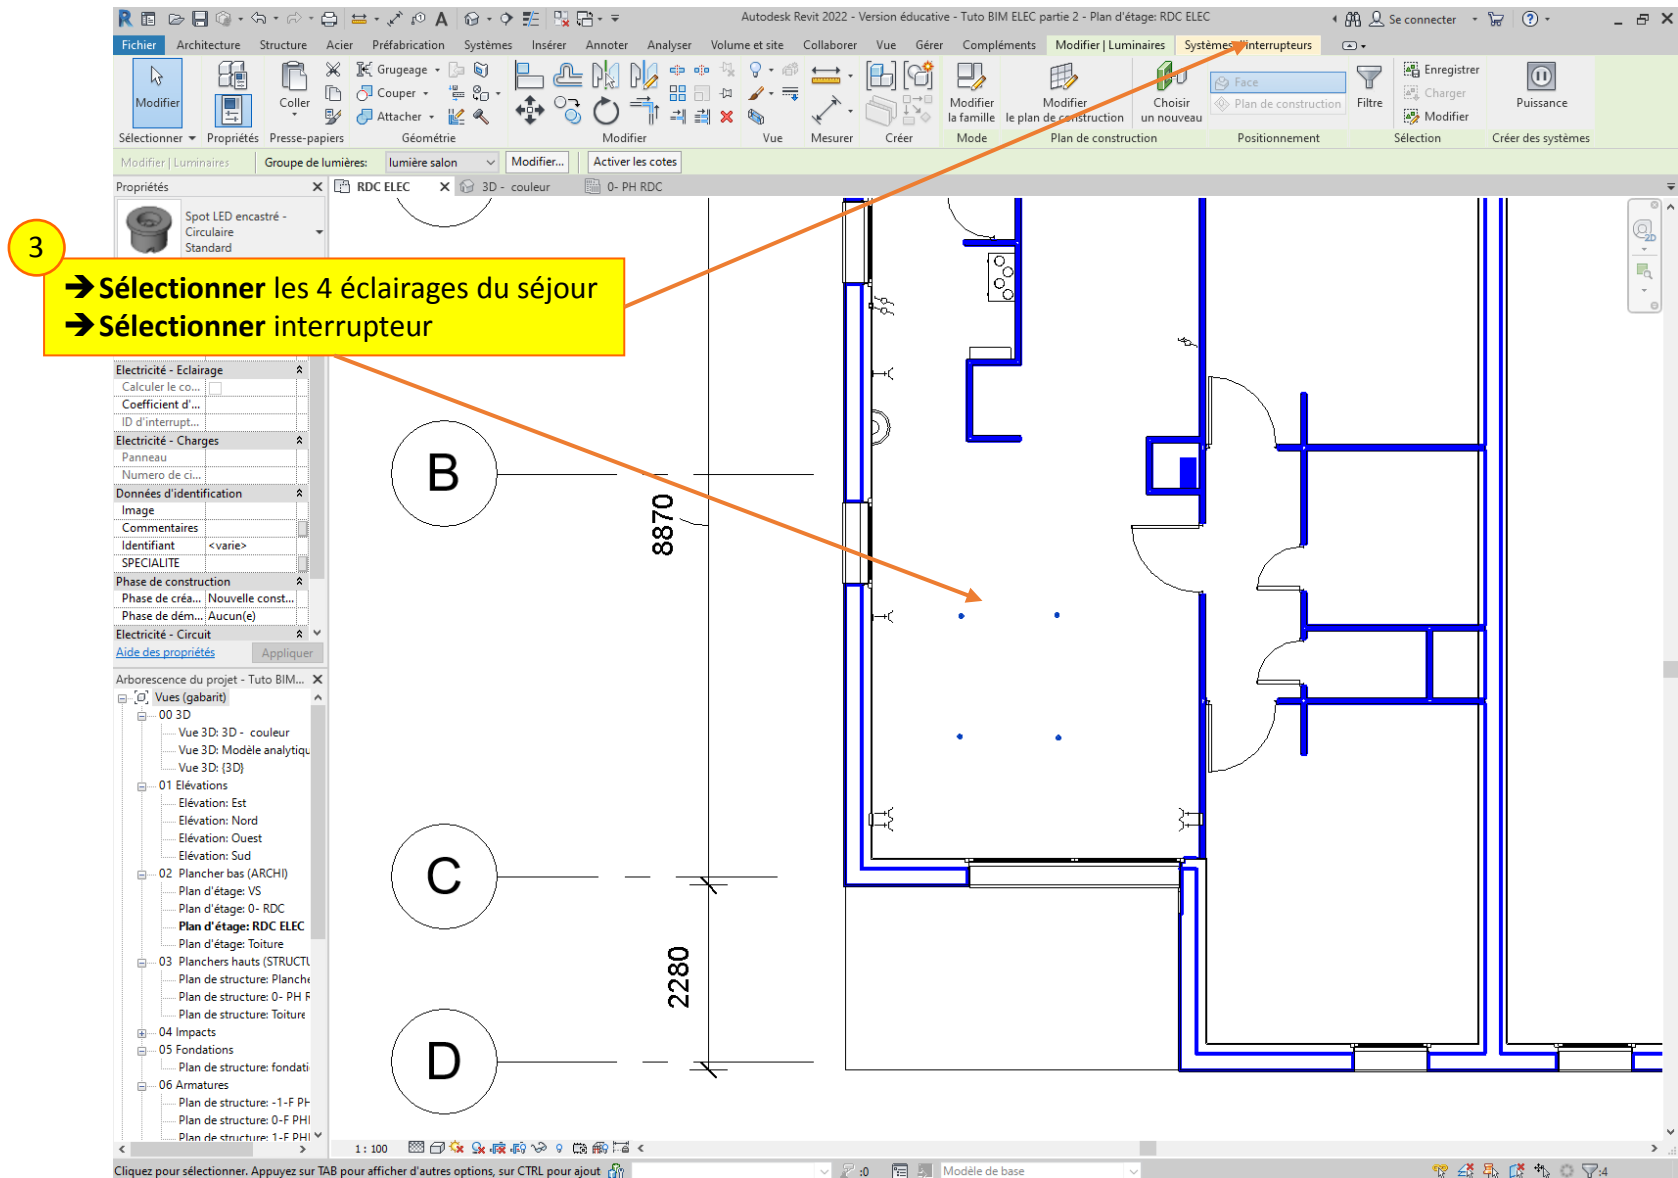 Autodesk Revit 2022 - Version éducative - Tuto BIM ELEC partie 2 - Plan d'étage: RDC ELEC
Se connecter
Fichier Architecture Structure Acier Préfabrication Systèmes Insérer Annoter Analyser Volume et site Collaborer Vue Gérer Compléments Modifier | Luminaires Systèmes d'interrupteurs
Modifier
Coller
Grugeage
Couper
Attacher
Modifier
la famille
Modifier
le plan de construction
Choisir
un nouveau
Face
Plan de construction
Filtre
Enregistrer
Charger
Modifier
Puissance
Sélectionner Propriétés Presse-papiers Géométrie Modifier Vue Mesurer Créer Mode Plan de construction Positionnement Sélection Créer des systèmes
Modifier | Luminaires Groupe de lumières: lumière salon Modifier... Activer les cotes
Propriétés
RDC ELEC 3D - couleur 0- PH RDC
Spot LED encastré -
Circulaire
Standard
3
➔ Sélectionner les 4 éclairages du séjour
➔ Sélectionner interrupteur
Electricité - Eclairage
Calculer le co...
Coefficient d'...
ID d'interrupt...
Electricité - Charges
Panneau
Numero de ci...
Données d'identification
Image
Commentaires
Identifiant <varie>
SPECIALITE
Phase de construction
Phase de créa... Nouvelle const...
Phase de dém... Aucun(e)
Electricité - Circuit
Aide des propriétés Appliquer
Arborescence du projet - Tuto BIM...
Vues (gabarit)
00 3D
Vue 3D: 3D - couleur
Vue 3D: Modèle analytiqu
Vue 3D: {3D}
01 Elévations
Elévation: Est
Elévation: Nord
Elévation: Ouest
Elévation: Sud
02 Plancher bas (ARCHI)
Plan d'étage: VS
Plan d'étage: 0- RDC
Plan d'étage: RDC ELEC
Plan d'étage: Toiture
03 Planchers hauts (STRUCTU
Plan de structure: Planche
Plan de structure: 0- PH R
Plan de structure: Toiture
04 Impacts
05 Fondations
Plan de structure: fondati
06 Armatures
Plan de structure: -1-F PH
Plan de structure: 0-F PHI
Plan de structure: 1-F PHI
B
8870
C
2280
D
2D
1 : 100
Cliquez pour sélectionner. Appuyez sur TAB pour afficher d'autres options, sur CTRL pour ajout
:0
Modèle de base
:4